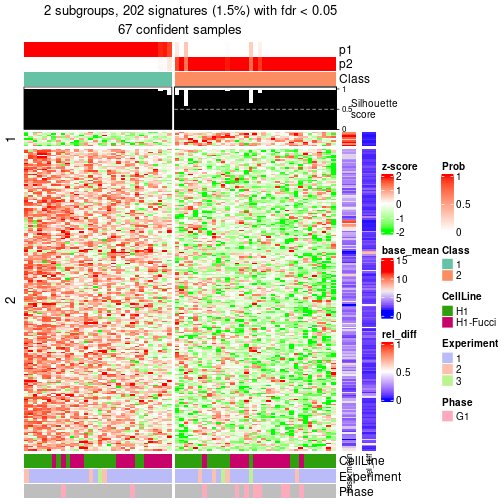 2 subgroups, 202 signatures (1.5%) with fdr < 0.05
67 confident samples
p1
p2
Class
1
0.5
0
Silhouette
score
1
2
z-score
2
1
0
-1
-2
Prob
1
0.5
0
base_mean
15
10
5
0
Class
1
2
CellLine
H1
H1-Fucci
rel_diff
1
0.5
0
Experiment
1
2
3
Phase
G1
CellLine
Experiment
Phase